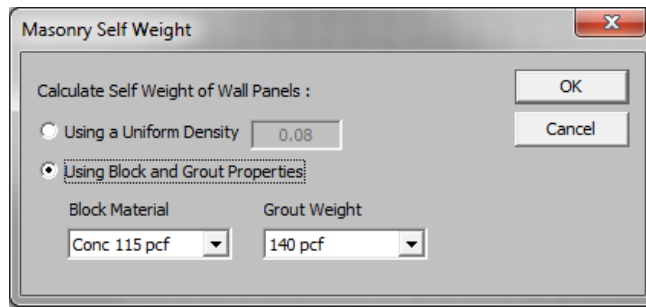 Masonry Self Weight
Calculate Self Weight of Wall Panels :
OK
Using a Uniform Density 0.08
Cancel
Using Block and Grout Properties
Block Material Grout Weight
Conc 115 pcf 140 pcf